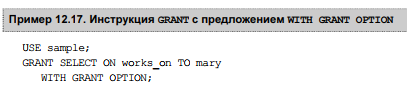 Пример 12.17. Инструкция GRANT с предложением WITH GRANT OPTION
USE sample;
GRANT SELECT ON works_on TO mary
WITH GRANT OPTION;